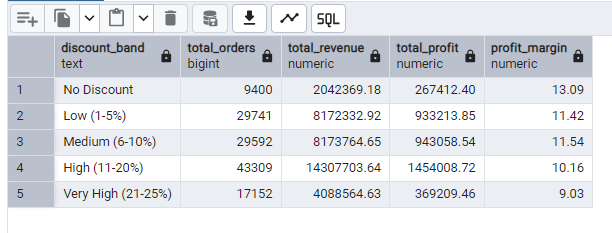 SQL
discount_band total_orders total_revenue total_profit profit_margin
text bigint numeric numeric numeric
1 No Discount 9400 2042369.18 267412.40 13.09
2 Low (1-5%) 29741 8172332.92 933213.85 11.42
3 Medium (6-10%) 29592 8173764.65 943058.54 11.54
4 High (11-20%) 43309 14307703.64 1454008.72 10.16
5 Very High (21-25%) 17152 4088564.63 369209.46 9.03